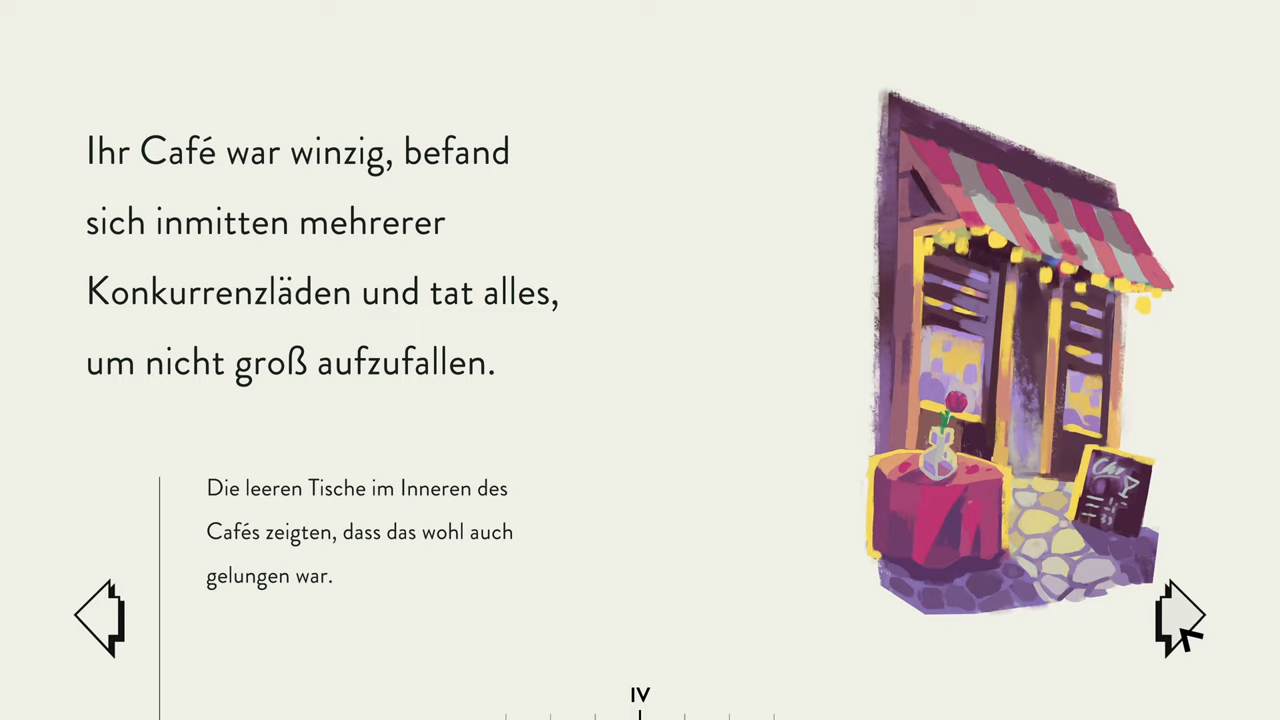 Ihr Café war winzig, befand
sich inmitten mehrerer
Konkurrenzläden und tat alles,
um nicht groß aufzufallen.
Die leeren Tische im Inneren des
Cafés zeigten, dass das wohl auch
gelungen war.
IV